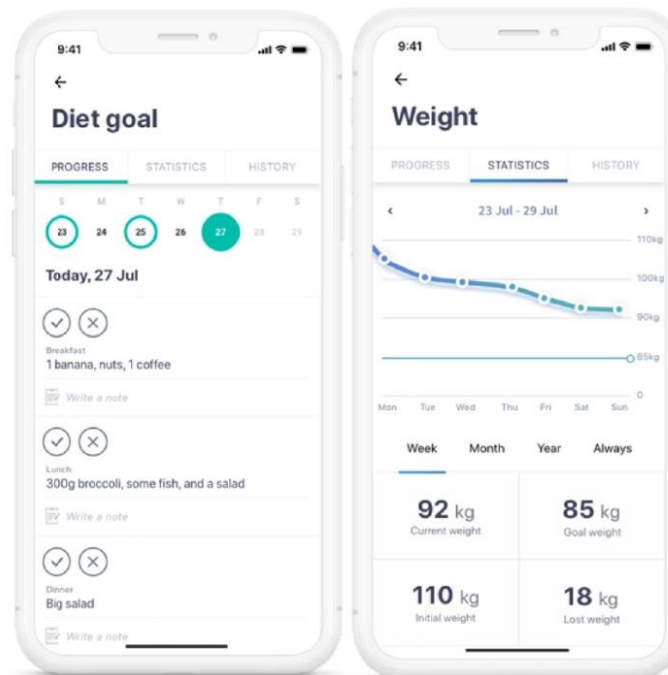 9:41
Diet goal
PROGRESS STATISTICS HISTORY
S M T W T F S
23 24 25 26 27 28 29
Today, 27 Jul
Breakfast
1 banana, nuts, 1 coffee
Write a note
Lunch
300g broccoli, some fish, and a salad
Write a note
Dinner
Big salad
Write a note
9:41
Weight
PROGRESS STATISTICS HISTORY
23 Jul - 29 Jul
110kg
100kg
90kg
85kg
0
Mon Tue Wed Thu Fri Sat Sun
Week Month Year Always
92 kg
Current weight
85 kg
Goal weight
110 kg
Initial weight
18 kg
Lost weight